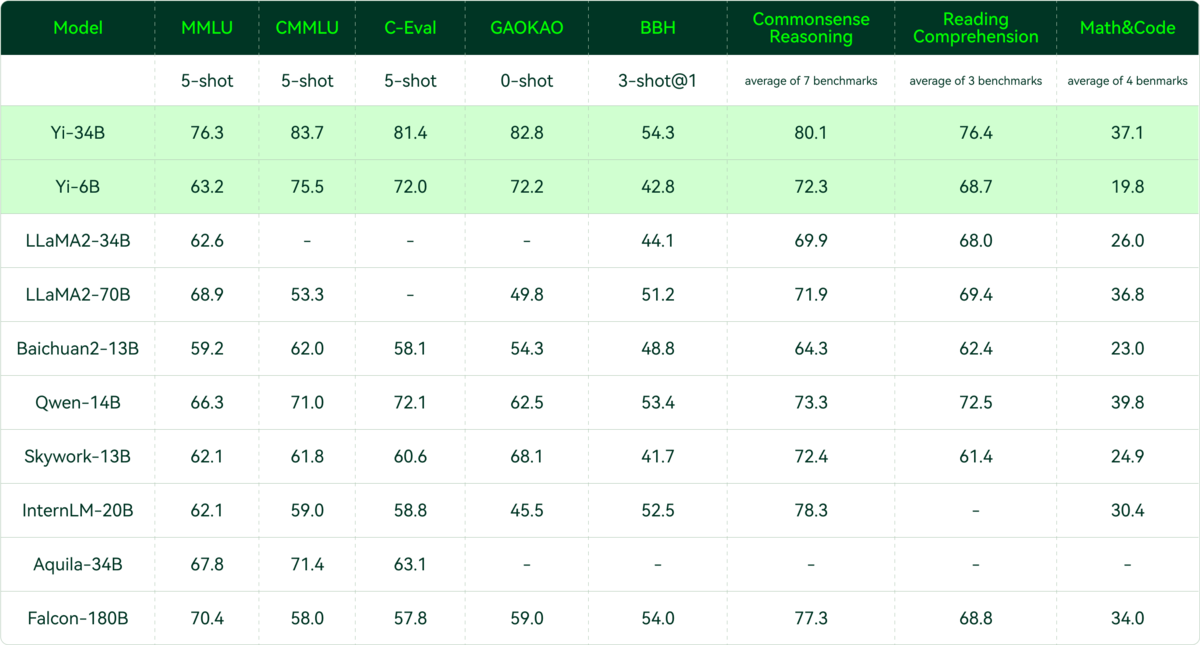 Model MMLU CMMLU C-Eval GAOKAO BBH Commonsense Reasoning Reading Comprehension Math&Code
5-shot 5-shot 5-shot 0-shot 3-shot@1 average of 7 benchmarks average of 3 benchmarks average of 4 benmarks
Yi-34B 76.3 83.7 81.4 82.8 54.3 80.1 76.4 37.1
Yi-6B 63.2 75.5 72.0 72.2 42.8 72.3 68.7 19.8
LLaMA2-34B 62.6 - - - 44.1 69.9 68.0 26.0
LLaMA2-70B 68.9 53.3 - 49.8 51.2 71.9 69.4 36.8
Baichuan2-13B 59.2 62.0 58.1 54.3 48.8 64.3 62.4 23.0
Qwen-14B 66.3 71.0 72.1 62.5 53.4 73.3 72.5 39.8
Skywork-13B 62.1 61.8 60.6 68.1 41.7 72.4 61.4 24.9
InternLM-20B 62.1 59.0 58.8 45.5 52.5 78.3 - 30.4
Aquila-34B 67.8 71.4 63.1 - - - - -
Falcon-180B 70.4 58.0 57.8 59.0 54.0 77.3 68.8 34.0